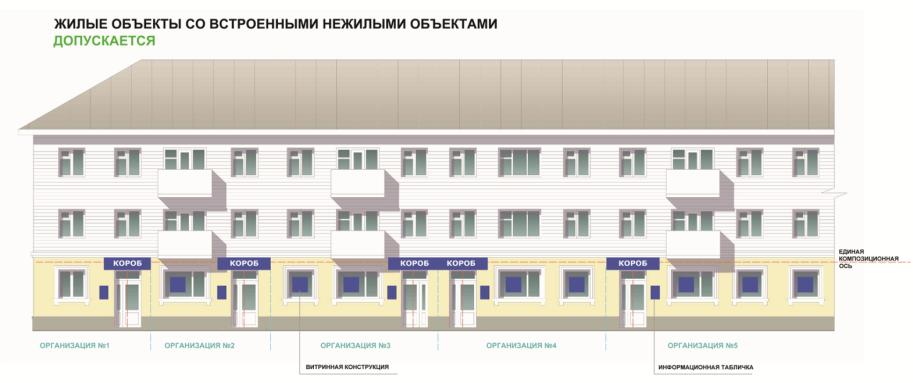 ЖИЛЫЕ ОБЪЕКТЫ СО ВСТРОЕННЫМИ НЕЖИЛЫМИ ОБЪЕКТАМИ
ДОПУСКАЕТСЯ
ЕДИНАЯ
КОМПОЗИЦИОННАЯ
ОСЬ
КОРОБ КОРОБ КОРОБ КОРОБ КОРОБ
ОРГАНИЗАЦИЯ №1 ОРГАНИЗАЦИЯ №2 ОРГАНИЗАЦИЯ №3 ОРГАНИЗАЦИЯ №4 ОРГАНИЗАЦИЯ №5
ВИТРИННАЯ КОНСТРУКЦИЯ ИНФОРМАЦИОННАЯ ТАБЛИЧКА